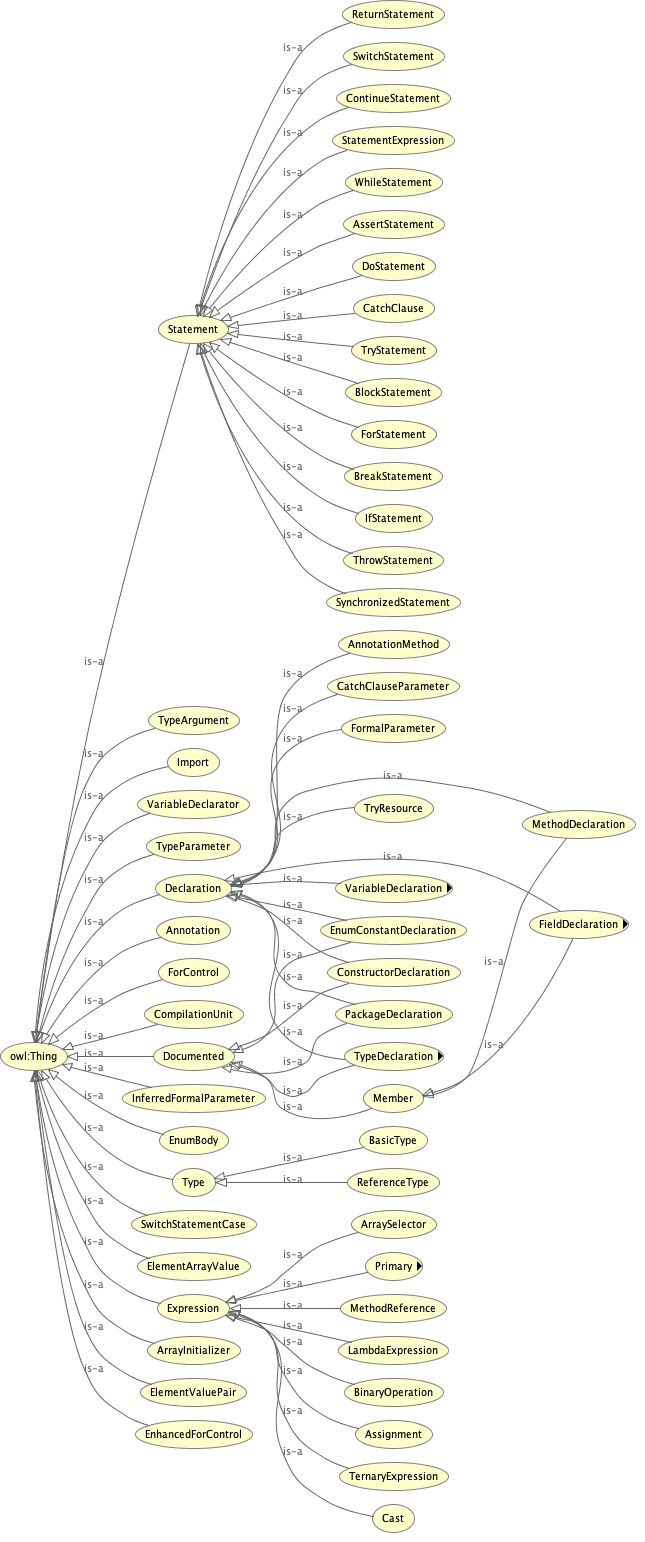 ReturnStatement
is-a
SwitchStatement
is-a
ContinueStatement
is-a
StatementExpression
is-a
WhileStatement
is-a
AssertStatement
is-a
DoStatement
is-a
CatchClause
is-a
Statement
is-a
TryStatement
is-a
BlockStatement
is-a
ForStatement
is-a
BreakStatement
is-a
IfStatement
is-a
ThrowStatement
is-a
SynchronizedStatement
AnnotationMethod
is-a
is-a
CatchClauseParameter
is-a
TypeArgument
FormalParameter
is-a
is-a
Import
is-a
is-a
VariableDeclarator
TryResource
is-a
MethodDeclaration
is-a
TypeParameter
is-a
is-a
Declaration
is-a
VariableDeclaration
is-a
is-a
Annotation
is-a
EnumConstantDeclaration
FieldDeclaration
is-a
ForControl
is-a
ConstructorDeclaration
is-a
is-a
CompilationUnit
PackageDeclaration
is-a
is-a
owl:Thing
is-a
Documented
is-a
TypeDeclaration
is-a
is-a
InferredFormalParameter
is-a
Member
is-a
EnumBody
BasicType
is-a
is-a
Type
is-a
ReferenceType
is-a
SwitchStatementCase
ArraySelector
is-a
is-a
ElementArrayValue
is-a
Primary
is-a
Expression
is-a
MethodReference
is-a
is-a
ArrayInitializer
is-a
LambdaExpression
is-a
ElementValuePair
is-a
BinaryOperation
is-a
EnhancedForControl
Assignment
is-a
TernaryExpression
Cast